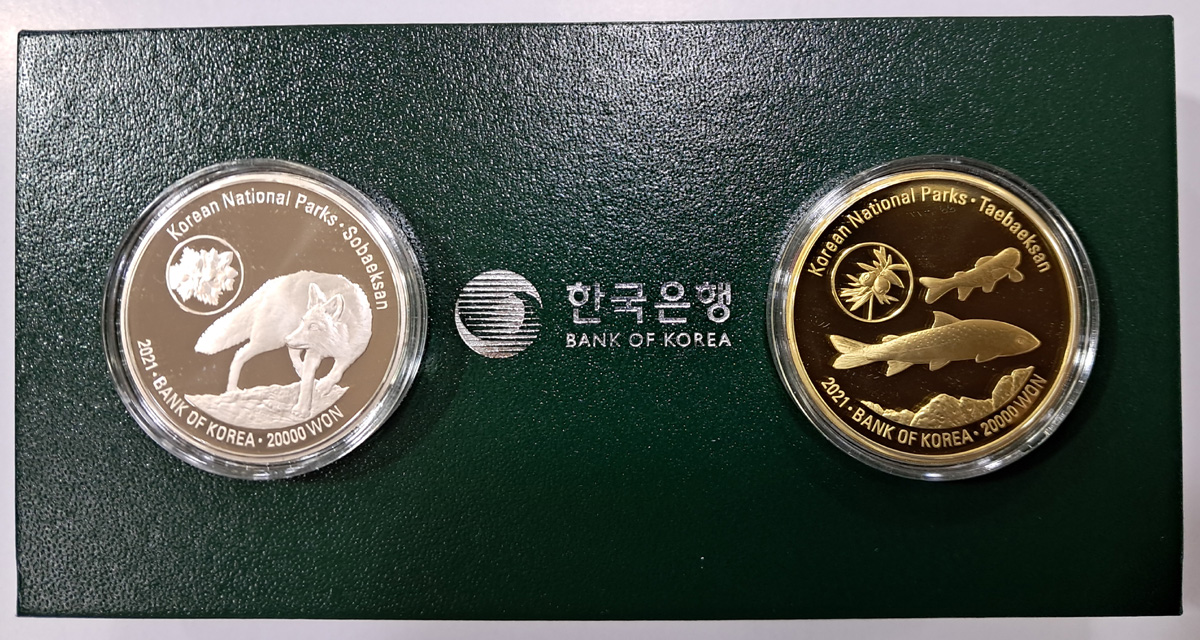 Korean National Parks · Sobaeksan
2021 · BANK OF KOREA · 20000 WON
한국은행
BANK OF KOREA
Korean National Parks · Taebaeksan
2021 · BANK OF KOREA · 20000 WON